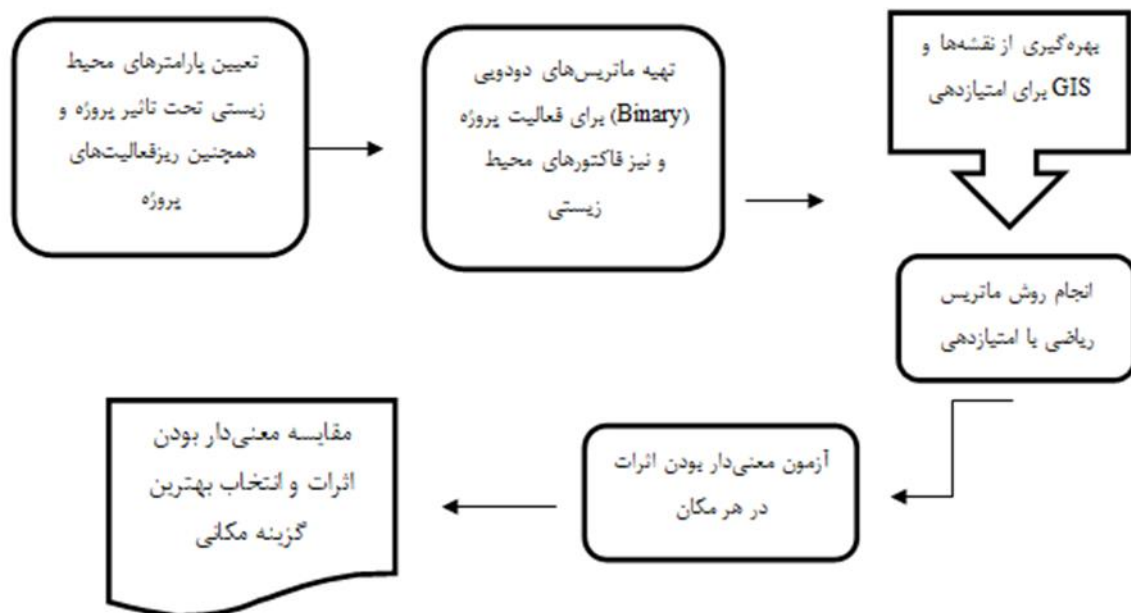 تعیین پارامترهای محیط
زیستی تحت تاثیر پروژه و
همچنین ریزفعالیت‌های
پروژه
تهیه ماتریس‌های دودویی
(Binary) برای فعالیت پروژه
و نیز فاکتورهای محیط
زیستی
بهره‌گیری از نقشه‌ها و
GIS برای امتیازدهی
انجام روش ماتریس
ریاضی با امتیازدهی
آزمون معنی‌دار بودن اثرات
در هر مکان
مقایسه معنی‌دار بودن
اثرات و انتخاب بهترین
گزینه مکانی